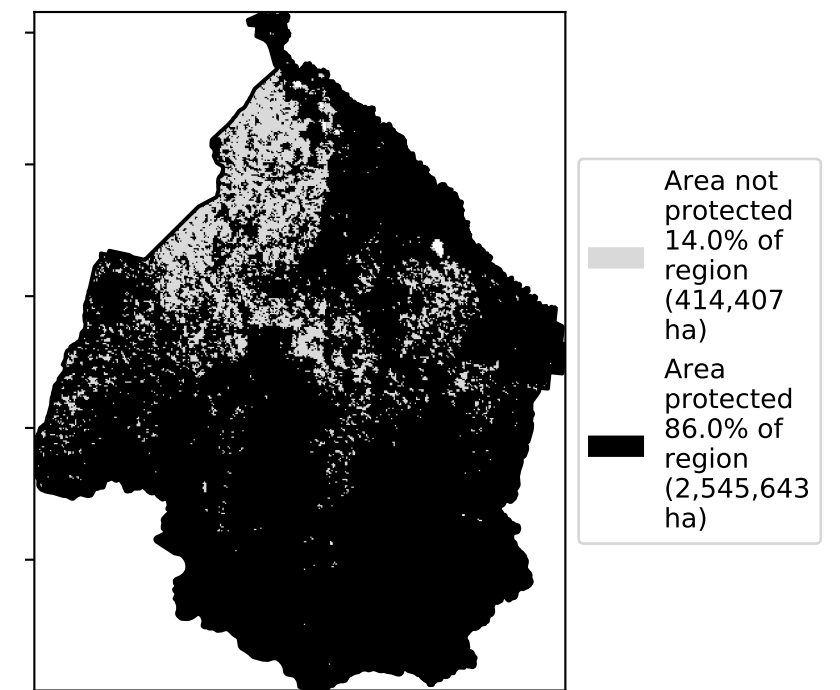 Area not
protected
14.0% of
region
(414,407
ha)
Area
protected
86.0% of
region
(2,545,643
ha)